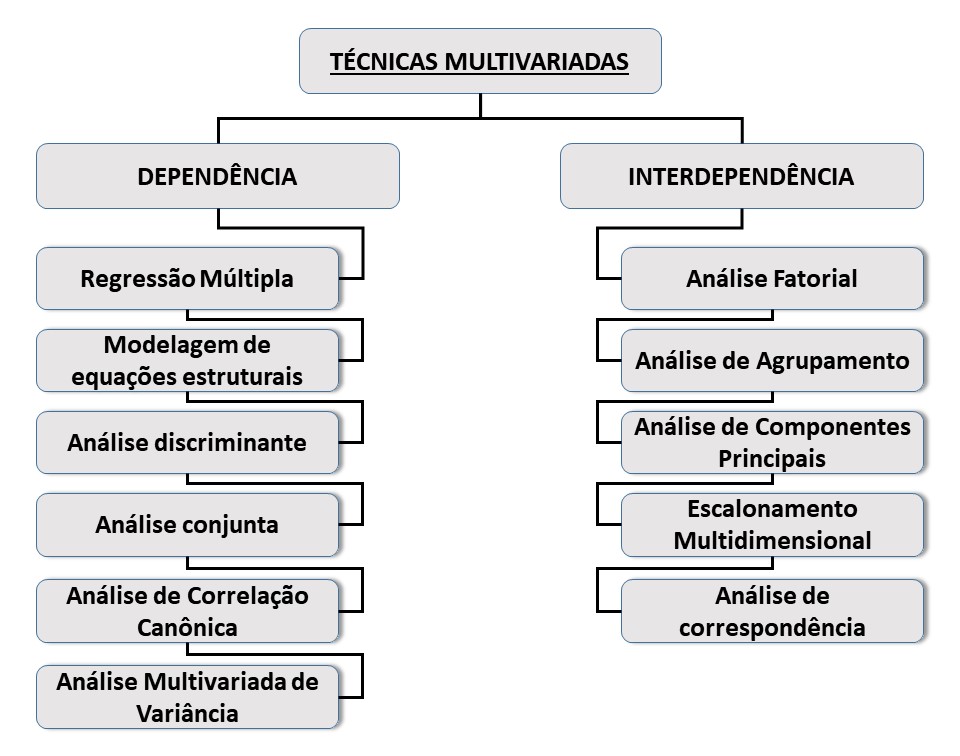 TÉCNICAS MULTIVARIADAS
DEPENDÊNCIA
Regressão Múltipla
Modelagem de
equações estruturais
Análise discriminante
Análise conjunta
Análise de Correlação
Canônica
Análise Multivariada de
Variância
INTERDEPENDÊNCIA
Análise Fatorial
Análise de Agrupamento
Análise de Componentes
Principais
Escalonamento
Multidimensional
Análise de
correspondência